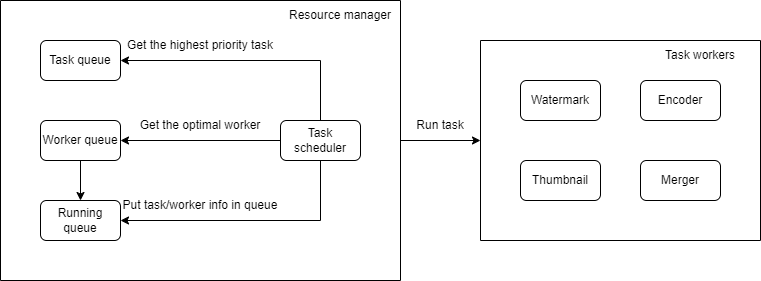 Resource manager
Get the highest priority task
Task queue
Task workers
Watermark
Encoder
Get the optimal worker
Run task
Worker queue
Task
scheduler
Thumbnail
Merger
Put task/worker info in queue
Running
queue